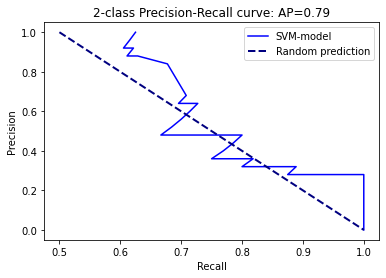 2-class Precision-Recall curve: AP=0.79
SVM-model
Random prediction
Precision
1.0
0.8
0.6
0.4
0.2
0.0
0.5 0.6 0.7 0.8 0.9 1.0
Recall